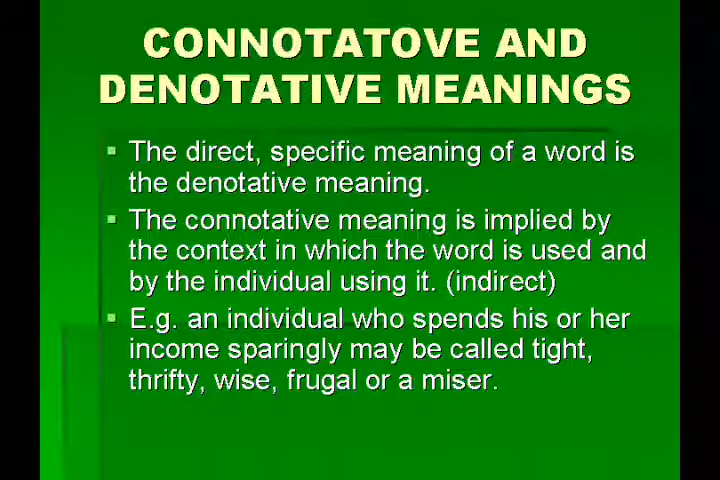 CONNOTATOVE AND
DENOTATIVE MEANINGS
▪ The direct, specific meaning of a word is
the denotative meaning.
▪ The connotative meaning is implied by
the context in which the word is used and
by the individual using it. (indirect)
▪ E.g. an individual who spends his or her
income sparingly may be called tight,
thrifty, wise, frugal or a miser.